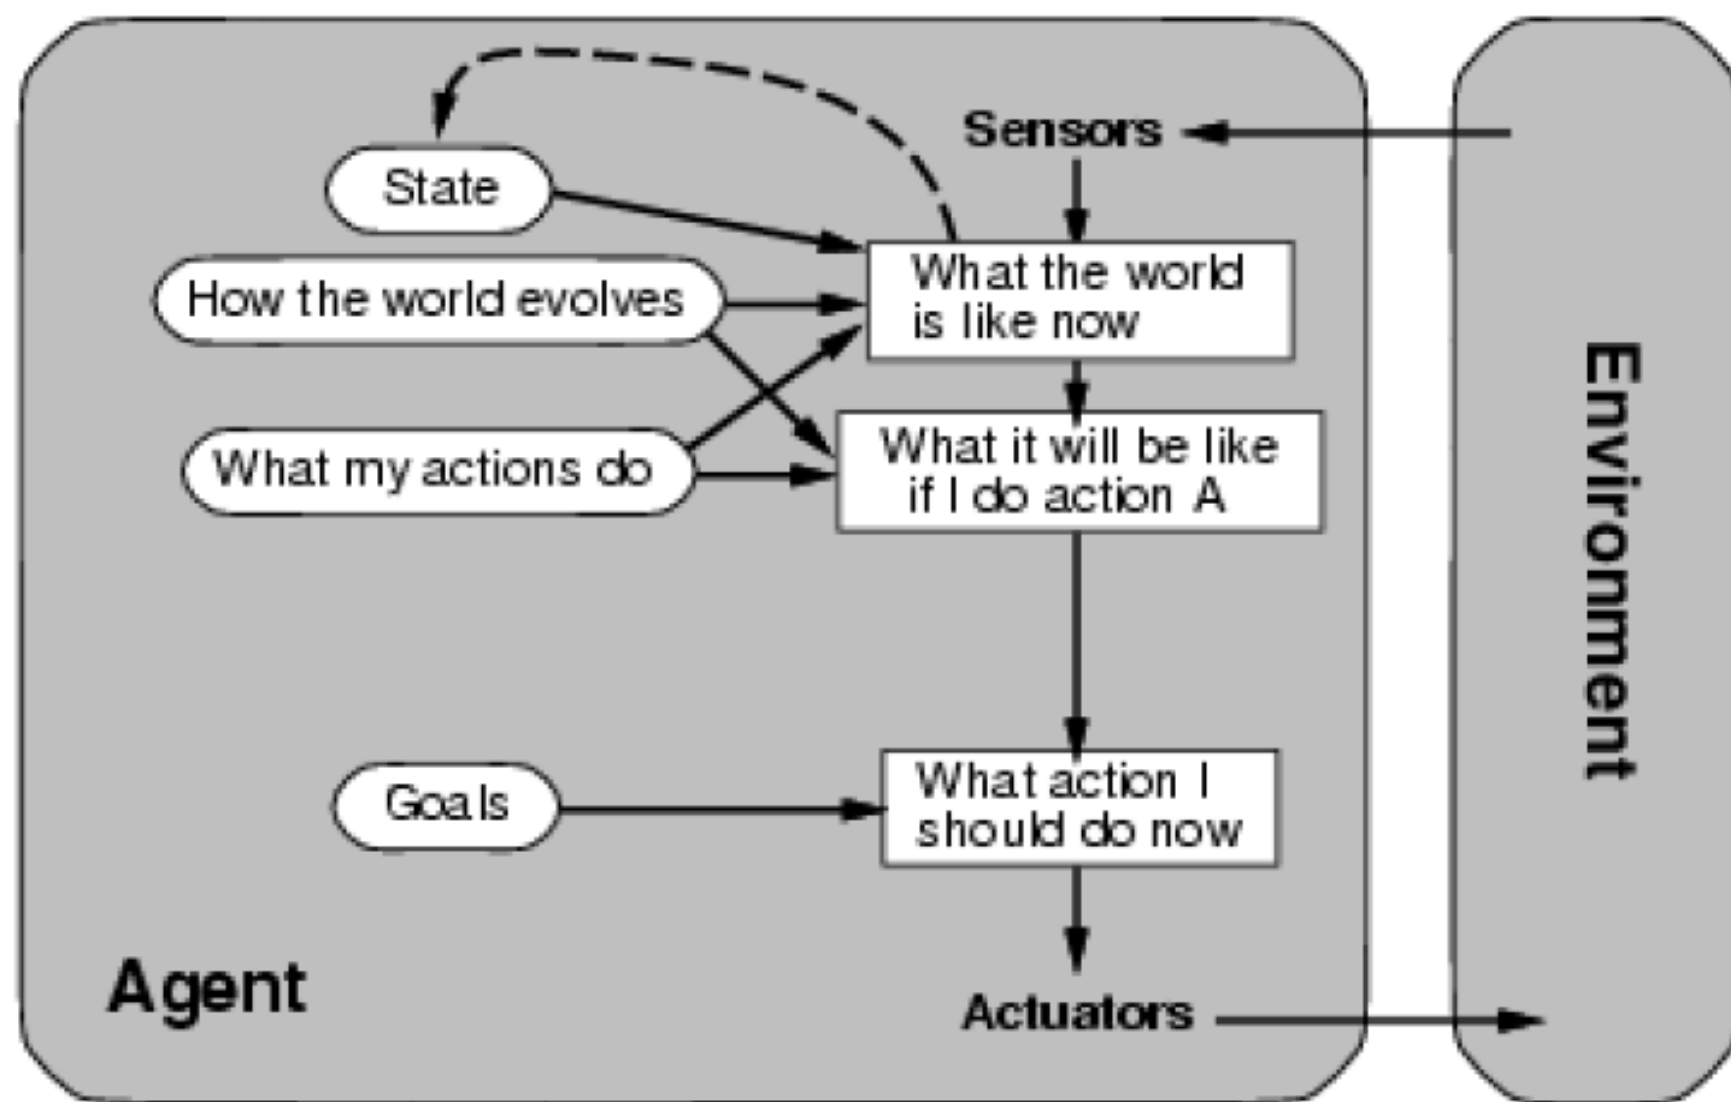 Sensors
State
What the world
is like now
How the world evolves
What my actions do
What it will be like
if I do action A
Goals
What action I
should do now
Agent
Actuators
Environment